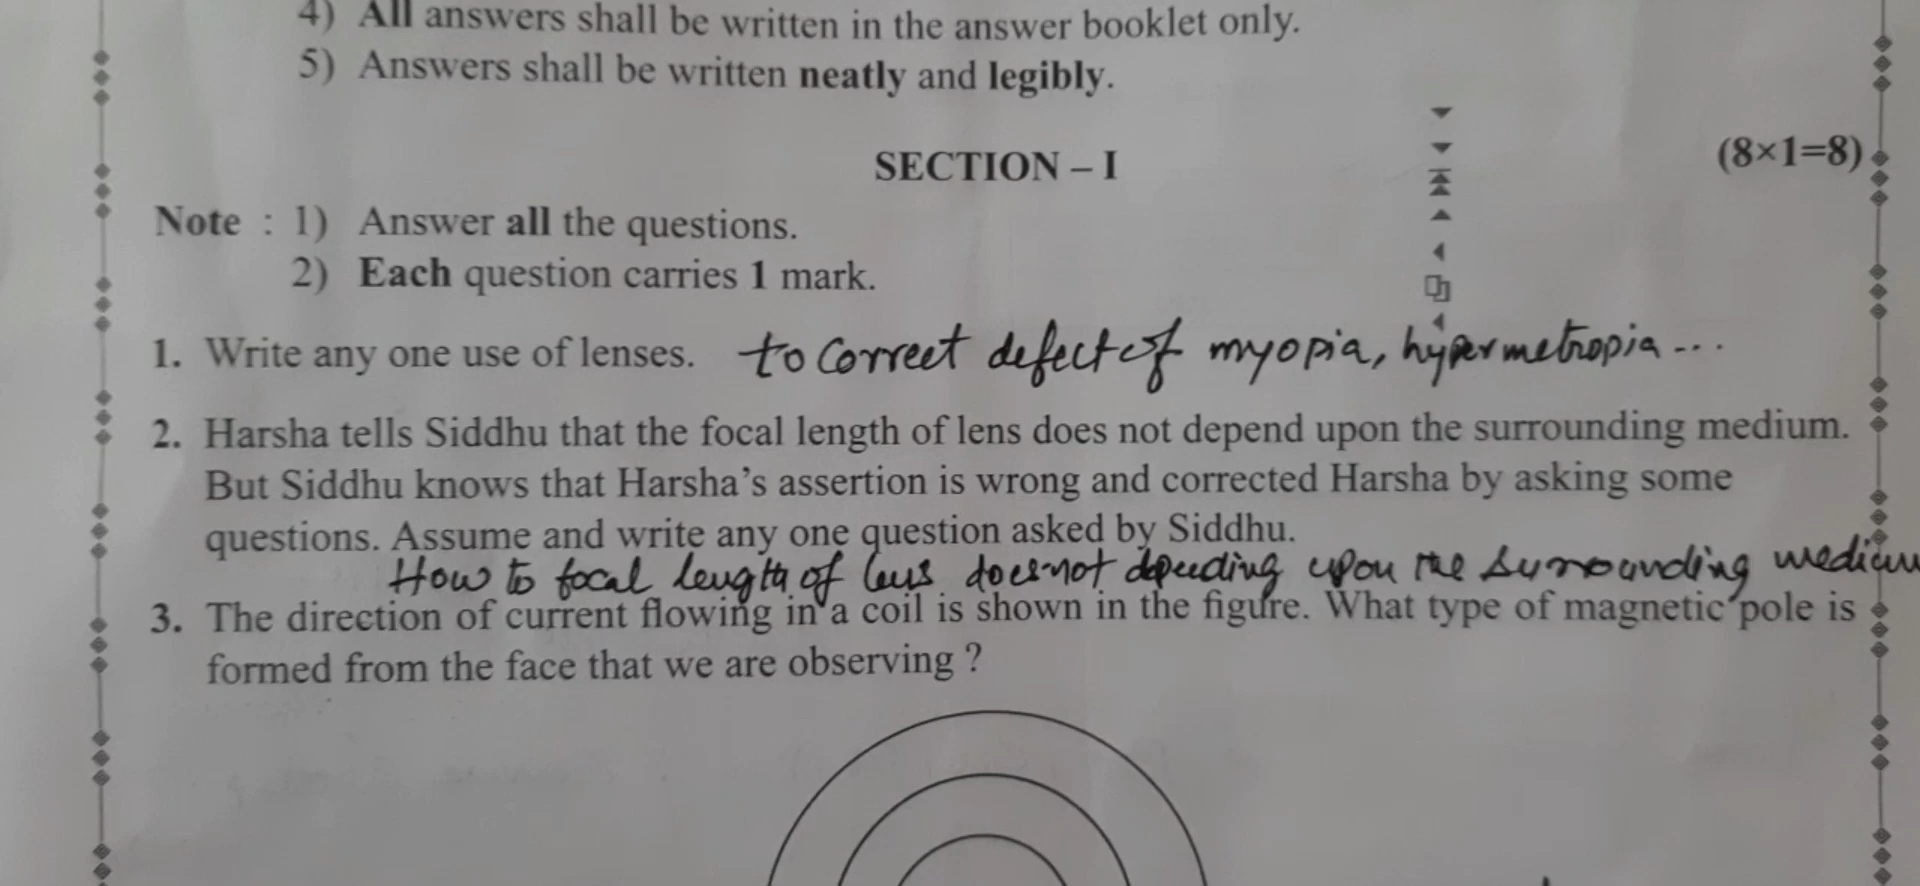 4) All answers shall be written in the answer booklet only.
5) Answers shall be written neatly and legibly.
SECTION – I
(8×1=8)
Note : 1) Answer all the questions.
2) Each question carries 1 mark.
1. Write any one use of lenses. to correct defect of myopia, hypermetropia ...
2. Harsha tells Siddhu that the focal length of lens does not depend upon the surrounding medium.
But Siddhu knows that Harsha's assertion is wrong and corrected Harsha by asking some
questions. Assume and write any one question asked by Siddhu.
How to focal length of lens does not depending upon the surrounding medium
3. The direction of current flowing in a coil is shown in the figure. What type of magnetic pole is
formed from the face that we are observing ?